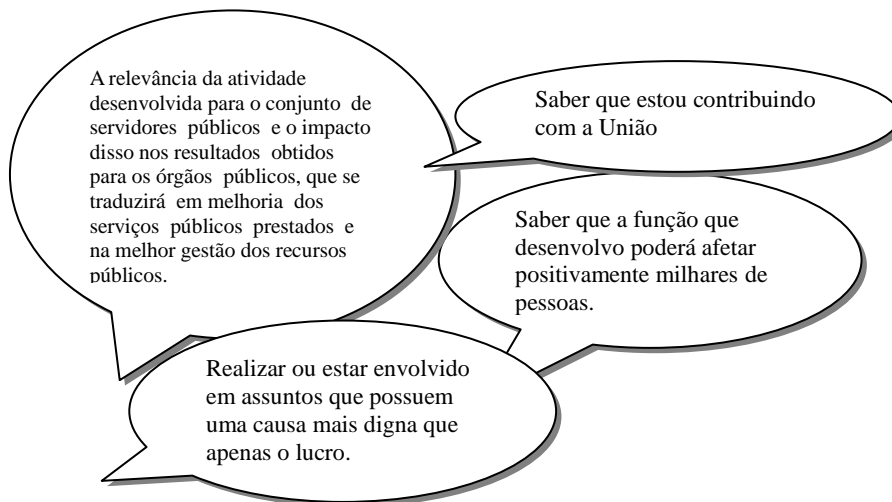 A relevância da atividade
desenvolvida para o conjunto de
servidores públicos e o impacto
disso nos resultados obtidos
para os órgãos públicos, que se
traduzirá em melhoria dos
serviços públicos prestados e
na melhor gestão dos recursos
públicos.
Saber que estou contribuindo
com a União
Saber que a função que
desenvolvo poderá afetar
positivamente milhares de
pessoas.
Realizar ou estar envolvido
em assuntos que possuem
uma causa mais digna que
apenas o lucro.